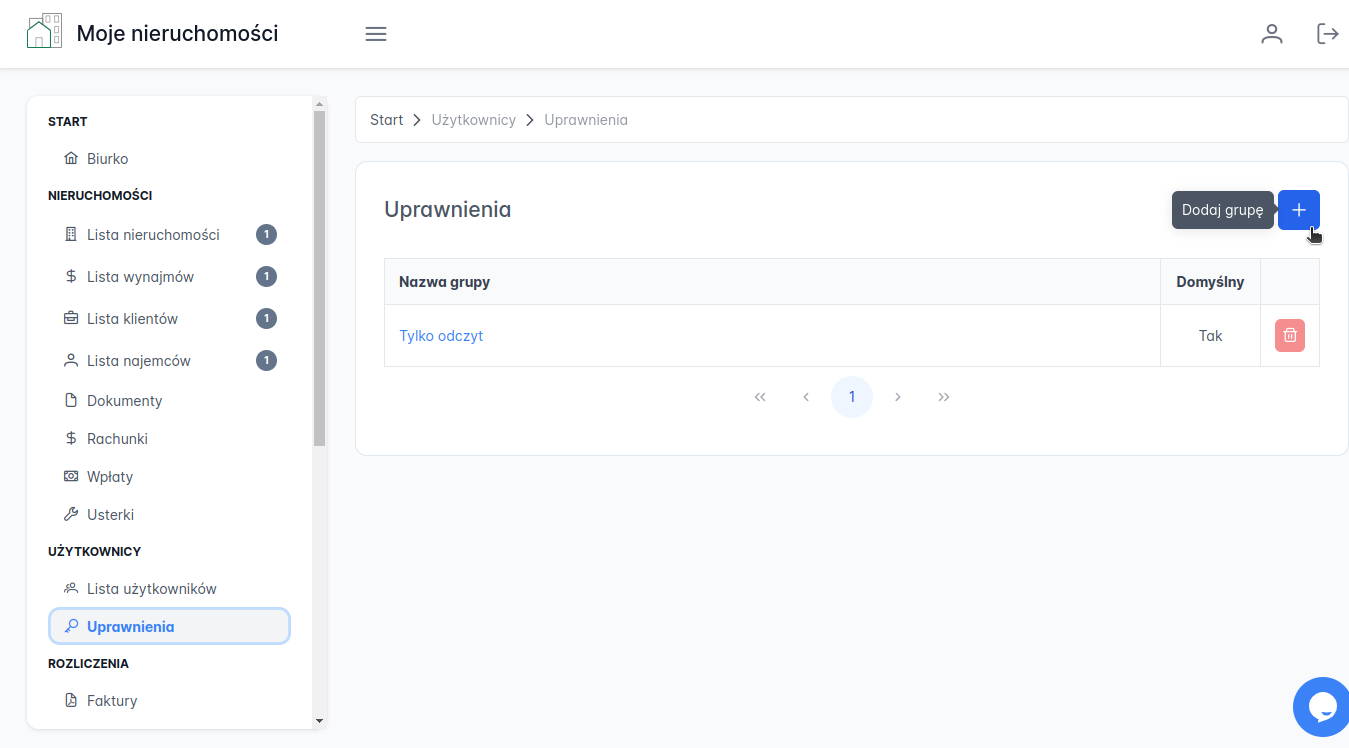 Moje nieruchomości
START
Biurko
NIERUCHOMOŚCI
Lista nieruchomości 1
Lista wynajmów 1
Lista klientów 1
Lista najemców 1
Dokumenty
Rachunki
Wpłaty
Usterki
UŻYTKOWNICY
Lista użytkowników
Uprawnienia
ROZLICZENIA
Faktury
Start > Użytkownicy > Uprawnienia
Uprawnienia
Dodaj grupę +
Nazwa grupy Domyślny
Tylko odczyt Tak
« ‹ 1 › »